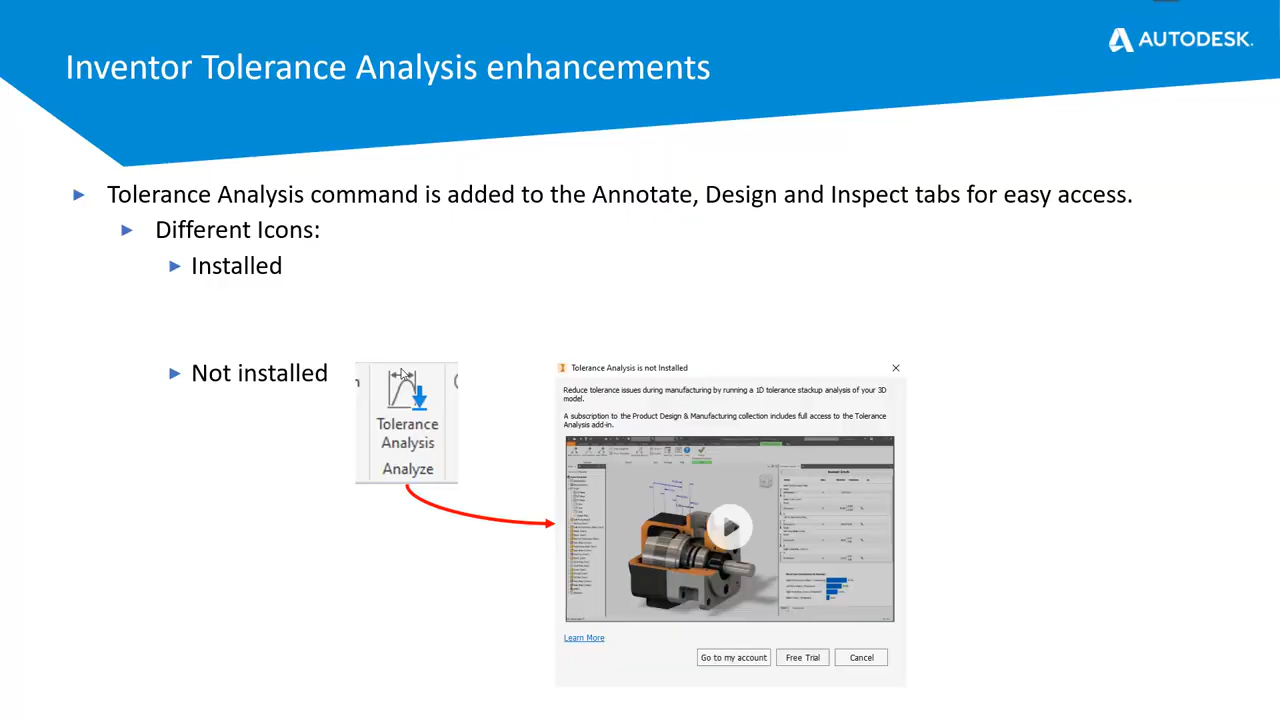 AUTODESK.
Inventor Tolerance Analysis enhancements
Tolerance Analysis command is added to the Annotate, Design and Inspect tabs for easy access.
Different Icons:
Installed
Not installed
Tolerance
Analysis
Analyze
Tolerance Analysis is not Installed
Reduce tolerance issues during manufacturing by running a 1D tolerance stackup analysis of your 3D
model.
A subscription to the Product Design & Manufacturing collection includes full access to the Tolerance
Analysis add-in.
Learn More
Go to my account
Free Trial
Cancel